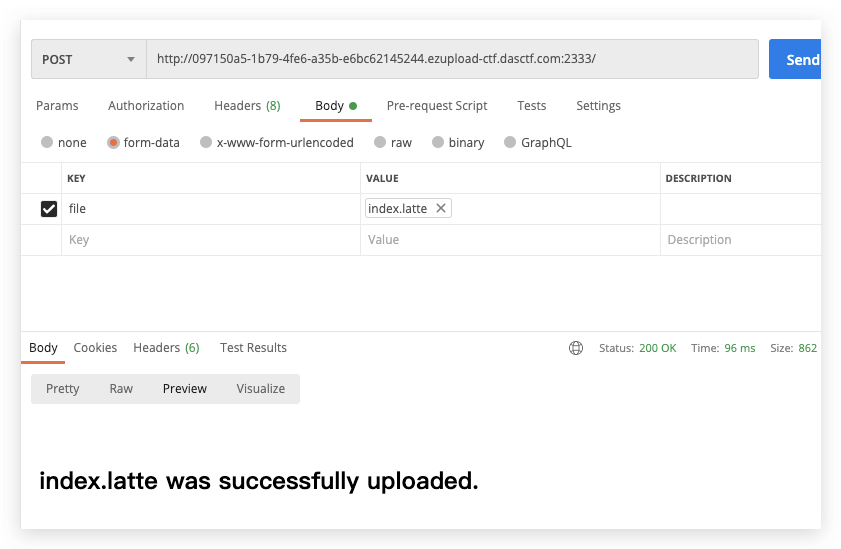 POST http://097150a5-1b79-4fe6-a35b-e6bc62145244.ezupload-ctf.dasctf.com:2333/ Send
Params Authorization Headers (8) Body Pre-request Script Tests Settings
none form-data x-www-form-urlencoded raw binary GraphQL
KEY VALUE DESCRIPTION
file index.latte
Key Value Description
Body Cookies Headers (6) Test Results Status: 200 OK Time: 96 ms Size: 862
Pretty Raw Preview Visualize
index.latte was successfully uploaded.